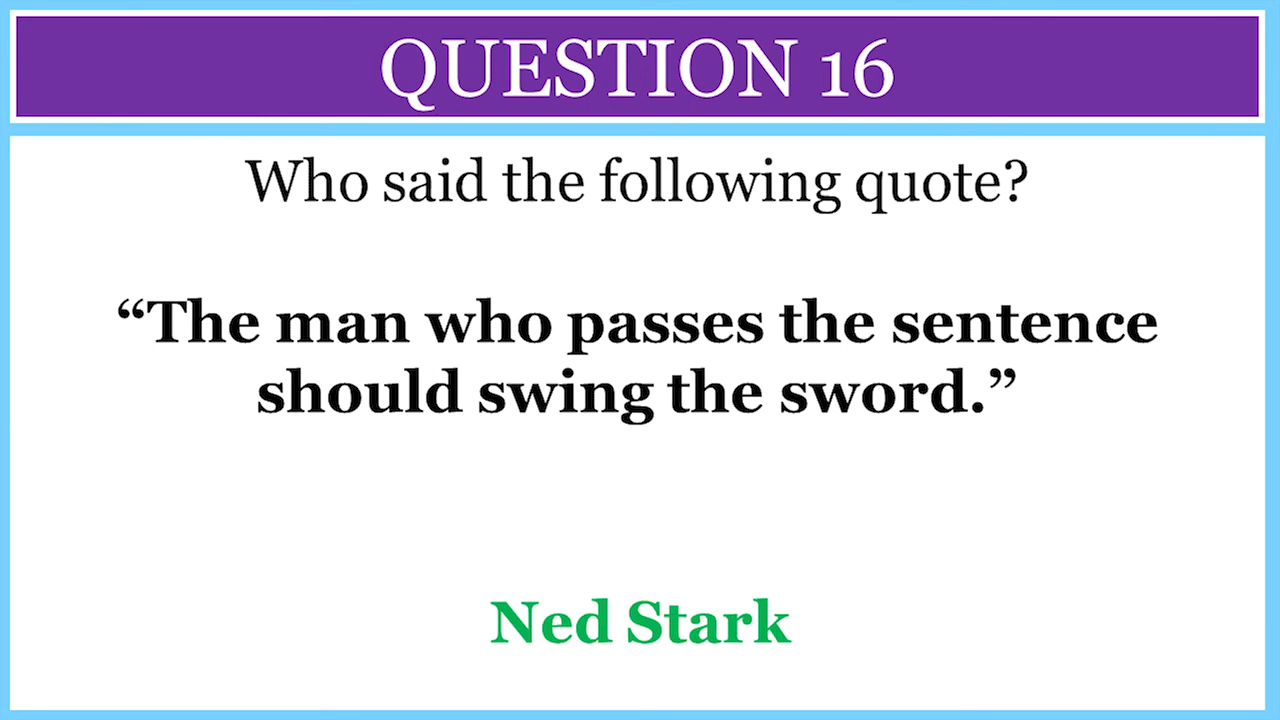 QUESTION 16
Who said the following quote?
“The man who passes the sentence
should swing the sword.”
Ned Stark